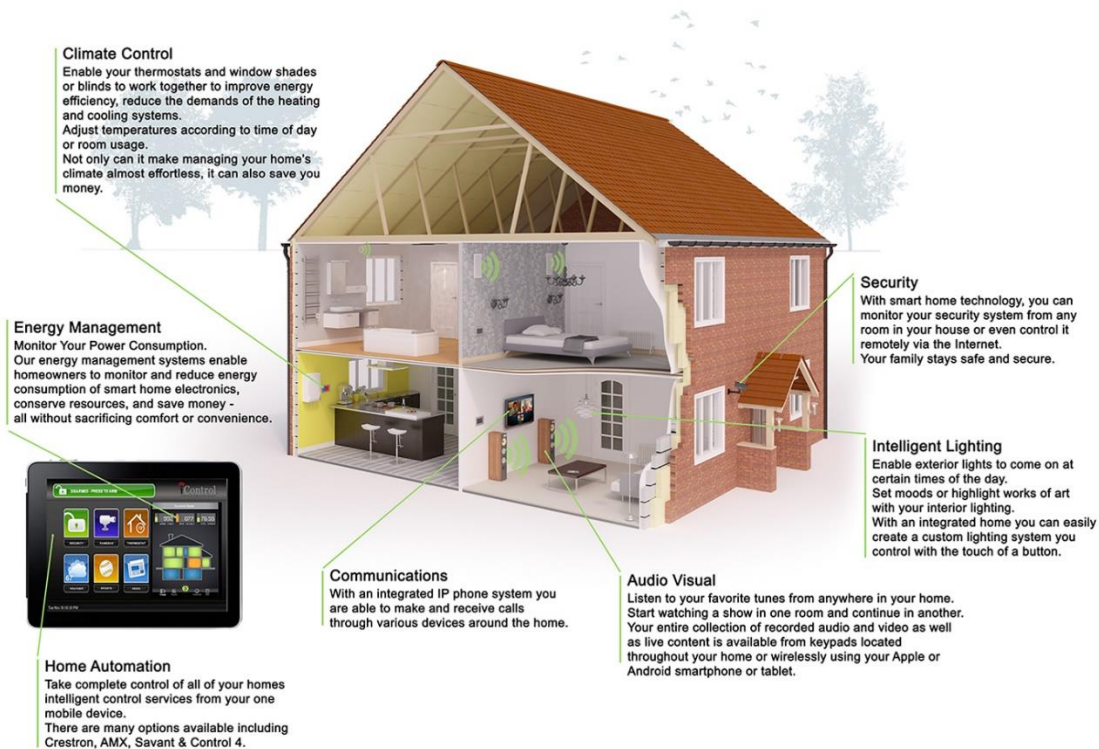 Climate Control
Enable your thermostats and window shades
or blinds to work together to improve energy
efficiency, reduce the demands of the heating
and cooling systems.
Adjust temperatures according to time of day
or room usage.
Not only can it make managing your home's
climate almost effortless, it can also save you
money.
Security
With smart home technology, you can
monitor your security system from any
room in your house or even control it
remotely via the Internet.
Your family stays safe and secure.
Energy Management
Monitor Your Power Consumption.
Our energy management systems enable
homeowners to monitor and reduce energy
consumption of smart home electronics,
conserve resources, and save money -
all without sacrificing comfort or convenience.
Intelligent Lighting
Enable exterior lights to come on at
certain times of the day.
Set moods or highlight works of art
with your interior lighting.
With an integrated home you can easily
create a custom lighting system you
control with the touch of a button.
DISARMED - PRESS TO ARM
iControl
SECURITY
CAMERAS
THERMOSTAT
Communications
With an integrated IP phone system you
are able to make and receive calls
through various devices around the home.
Audio Visual
Listen to your favorite tunes from anywhere in your home.
Start watching a show in one room and continue in another.
Your entire collection of recorded audio and video as well
as live content is available from keypads located
throughout your home or wirelessly using your Apple or
Android smartphone or tablet.
Home Automation
Take complete control of all of your homes
intelligent control services from your one
mobile device.
There are many options available including
Crestron, AMX, Savant & Control 4.